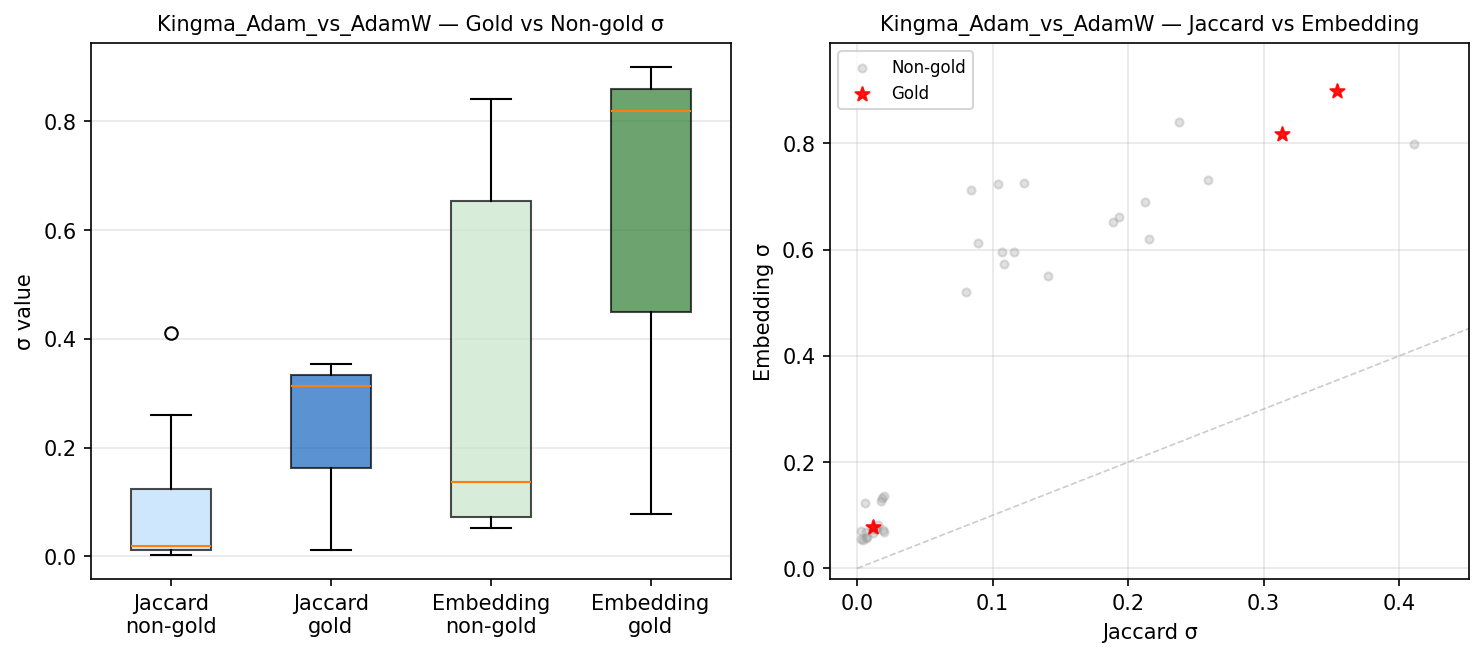 Kingma_Adam_vs_AdamW — Gold vs Non-gold σ
σ value
0.8
0.6
0.4
0.2
0.0
Jaccard
non-gold
Jaccard
gold
Embedding
non-gold
Embedding
gold
Kingma_Adam_vs_AdamW — Jaccard vs Embedding
Non-gold
Gold
Embedding σ
0.8
0.6
0.4
0.2
0.0
0.0
0.1
0.2
0.3
0.4
Jaccard σ